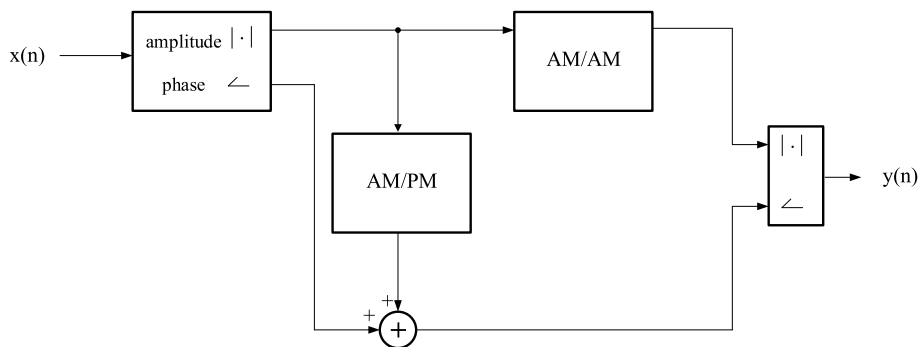 x(n)
amplitude |·|
phase ∠
AM/AM
AM/PM
|·|
∠
y(n)
+
+
+